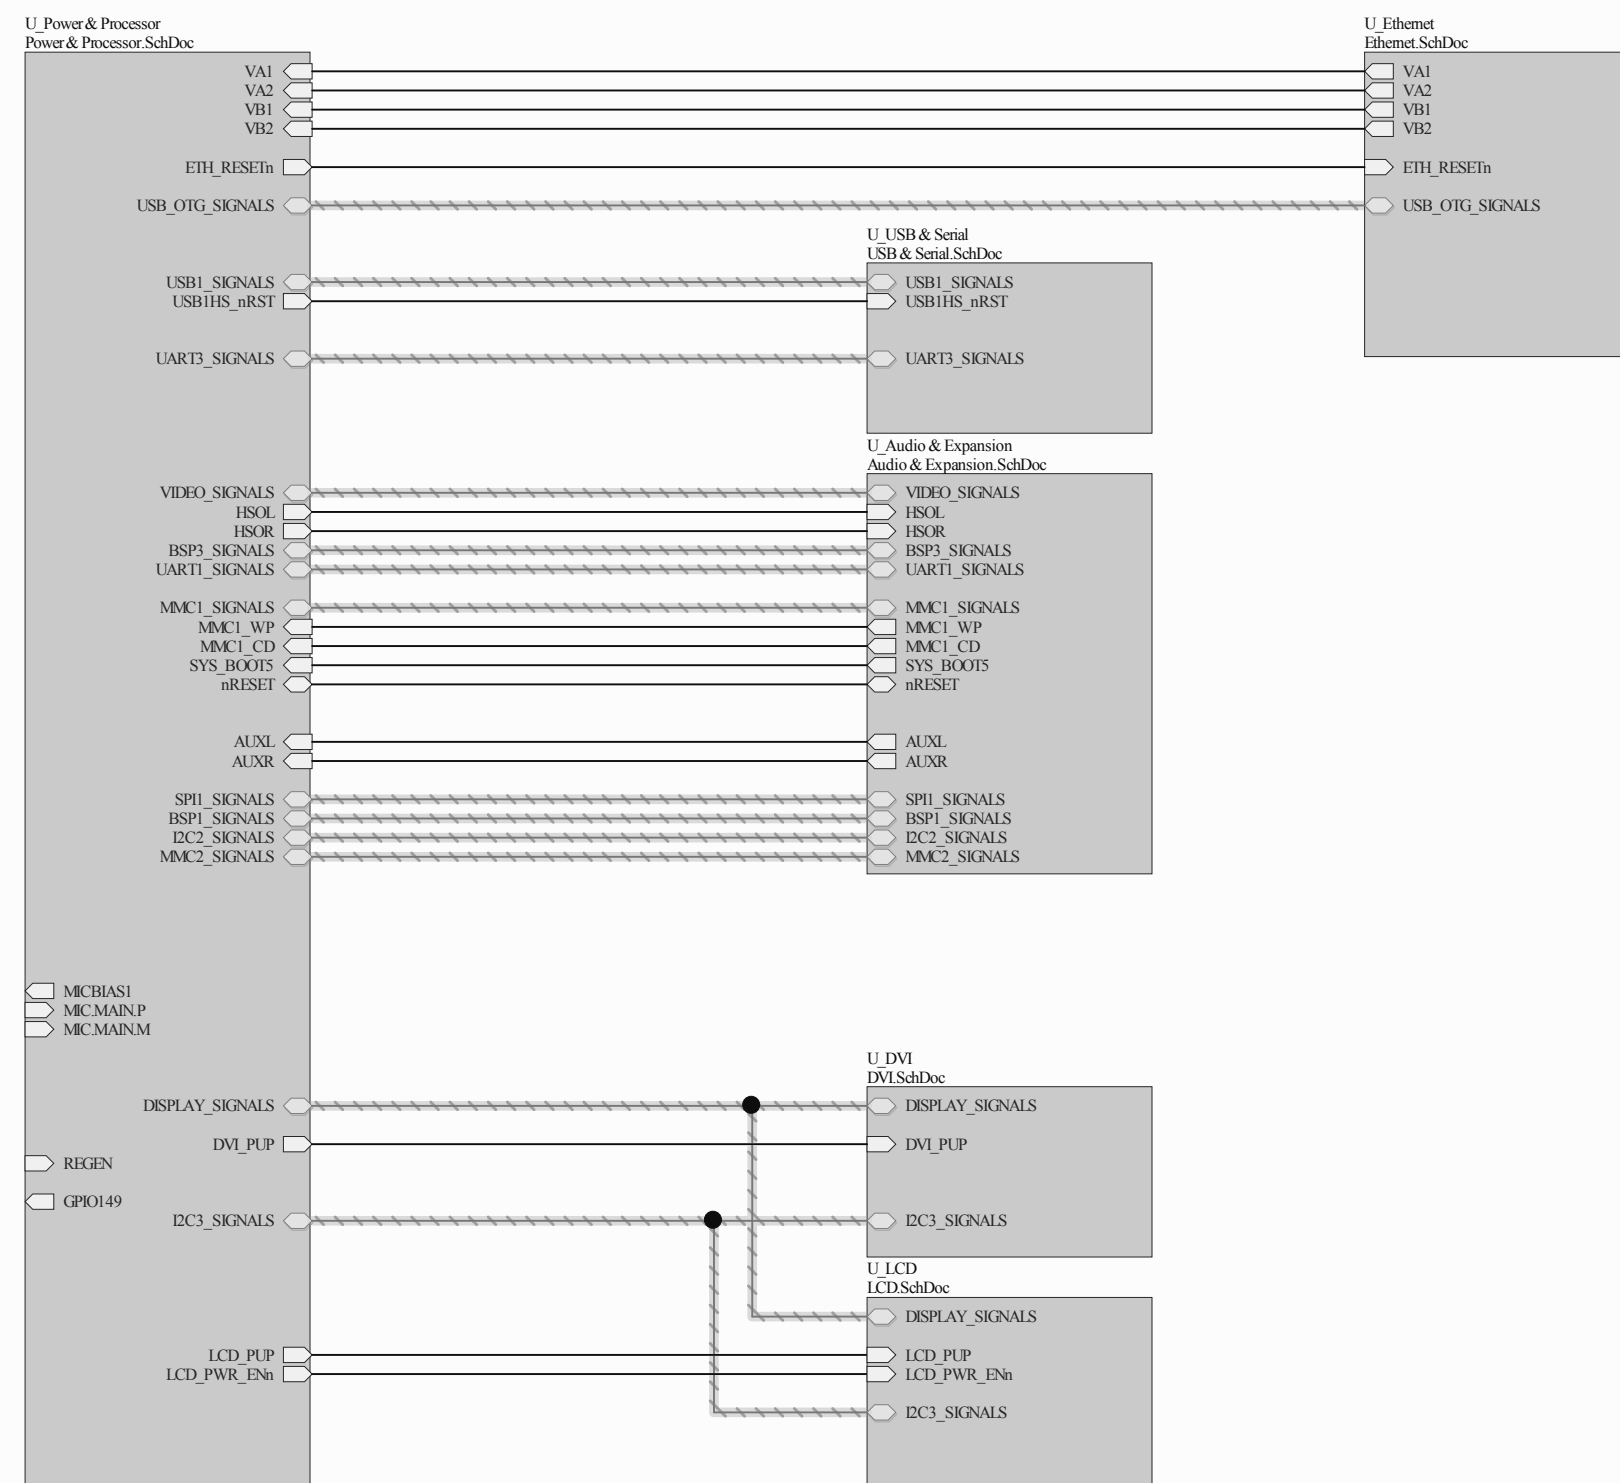 U_Power & Processor
Power & Processor.SchDoc
VA1
VA2
VB1
VB2
ETH_RESETn
USB_OTG_SIGNALS
USB1_SIGNALS
USB1HS_nRST
UART3_SIGNALS
VIDEO_SIGNALS
HSOL
HSOR
BSP3_SIGNALS
UART1_SIGNALS
MMC1_SIGNALS
MMC1_WP
MMC1_CD
SYS_BOOT5
nRESET
AUXL
AUXR
SPI1_SIGNALS
BSP1_SIGNALS
I2C2_SIGNALS
MMC2_SIGNALS
MICBIAS1
MIC.MAIN.P
MIC.MAIN.M
DISPLAY_SIGNALS
DVI_PUP
REGEN
GPIO149
I2C3_SIGNALS
LCD_PUP
LCD_PWR_ENn
U_USB & Serial
USB & Serial.SchDoc
USB1_SIGNALS
USB1HS_nRST
UART3_SIGNALS
U_Audio & Expansion
Audio & Expansion.SchDoc
VIDEO_SIGNALS
HSOL
HSOR
BSP3_SIGNALS
UART1_SIGNALS
MMC1_SIGNALS
MMC1_WP
MMC1_CD
SYS_BOOT5
nRESET
AUXL
AUXR
SPI1_SIGNALS
BSP1_SIGNALS
I2C2_SIGNALS
MMC2_SIGNALS
U_DVI
DVI.SchDoc
DISPLAY_SIGNALS
DVI_PUP
I2C3_SIGNALS
U_LCD
LCD.SchDoc
DISPLAY_SIGNALS
LCD_PUP
LCD_PWR_ENn
I2C3_SIGNALS
U_Ethernet
Ethernet.SchDoc
VA1
VA2
VB1
VB2
ETH_RESETn
USB_OTG_SIGNALS